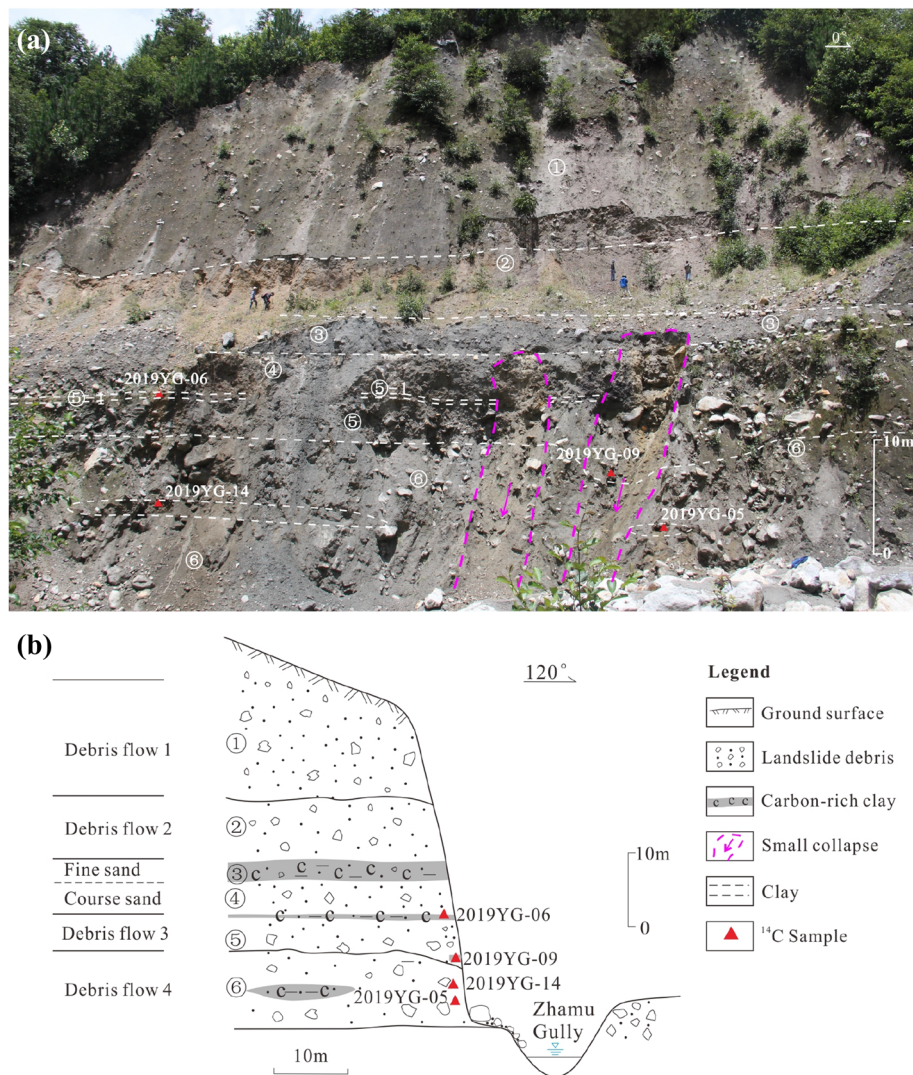 (a)
0°
①
②
③
③
④
2019YG-06
⑤-1
⑤-1
⑤
2019YG-09
⑥
⑥
10m
2019YG-14
2019YG-05
⑥
0
(b)
120°
Legend
Ground surface
Debris flow 1
①
Landslide debris
Carbon-rich clay
Debris flow 2
②
Small collapse
10m
Fine sand
③
C C C C C
Clay
Course sand
④
0
C C C C
2019YG-06
14C Sample
Debris flow 3
⑤
2019YG-09
Debris flow 4
⑥
C C
2019YG-14
2019YG-05
Zhamu
Gully
10m
c c c